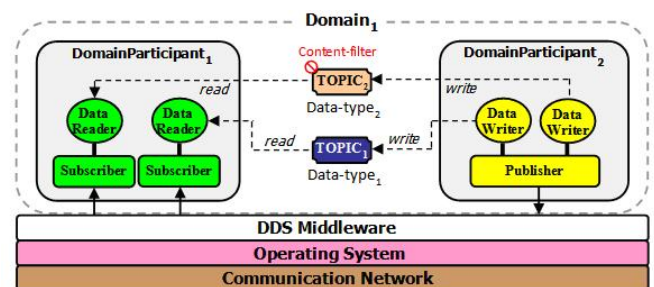 Domain1
DomainParticipant1
Content-filter
DomainParticipant2
read
TOPIC2
write
Data-type2
Data Reader
Data Reader
read
TOPIC1
write
Data-type1
Data Writer
Data Writer
Subscriber
Subscriber
Publisher
DDS Middleware
Operating System
Communication Network